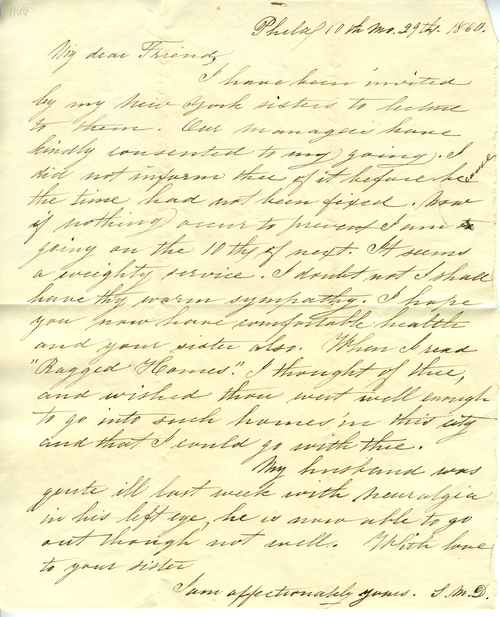 1166
Phila 10th mo. 29th. 1860.
My dear Friend,
I have been invited
by my New York sisters to lecture
to them. Our managers have
kindly consented to my going. I
did not inform thee of it before because
the time had not been fixed. Now
if nothing occur to prevent I am
going on the 10th of next. It seems
a weighty service. I doubt not I shall
have thy warm sympathy. I hope
you now have comfortable health
and your sister also. When I read
"Ragged Homes". I thought of thee,
and wished thou wert well enough
to go into such homes in this city
and that I could go with thee.
My husband was
quite ill last week with neuralgia
in his left eye, he is now able to go
out though not well. With love
to your sister
I am affectionately yours. S. M. D.